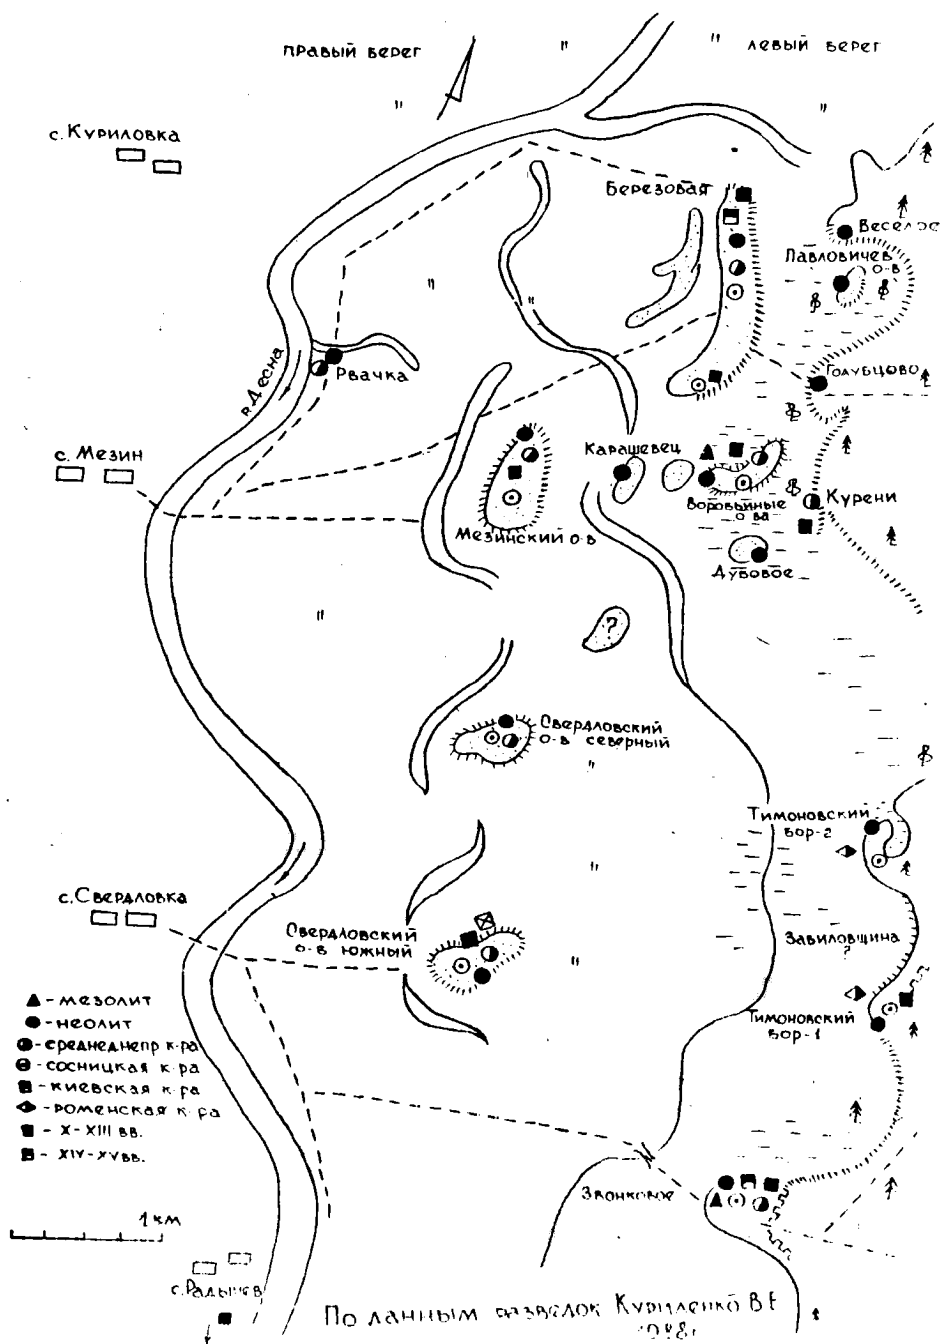 правый берег
левый берег
с. Куриловка
Березовая
Веселое
Павловичев
о-в
р. Десна
Рвачка
Голубцово
с. Мезин
Карашевец
Воровьиные
о-ва
Курени
Мезинский о-в
Дубовое
?
Свердловский
о-в северный
Тимоновский
бор-2
с. Свердловка
Свердловский
о-в южный
Завиловщина
?
Тимоновский
бор-1
- мезолит
- неолит
- среднеднепр к-ра
- сосницкая к-ра
- киевская к-ра
- роменская к-ра
- X-XIII вв.
- XIV-XV вв.
Звонковое
1 км
с. Радычев
По данным разведок Куриленко В Е